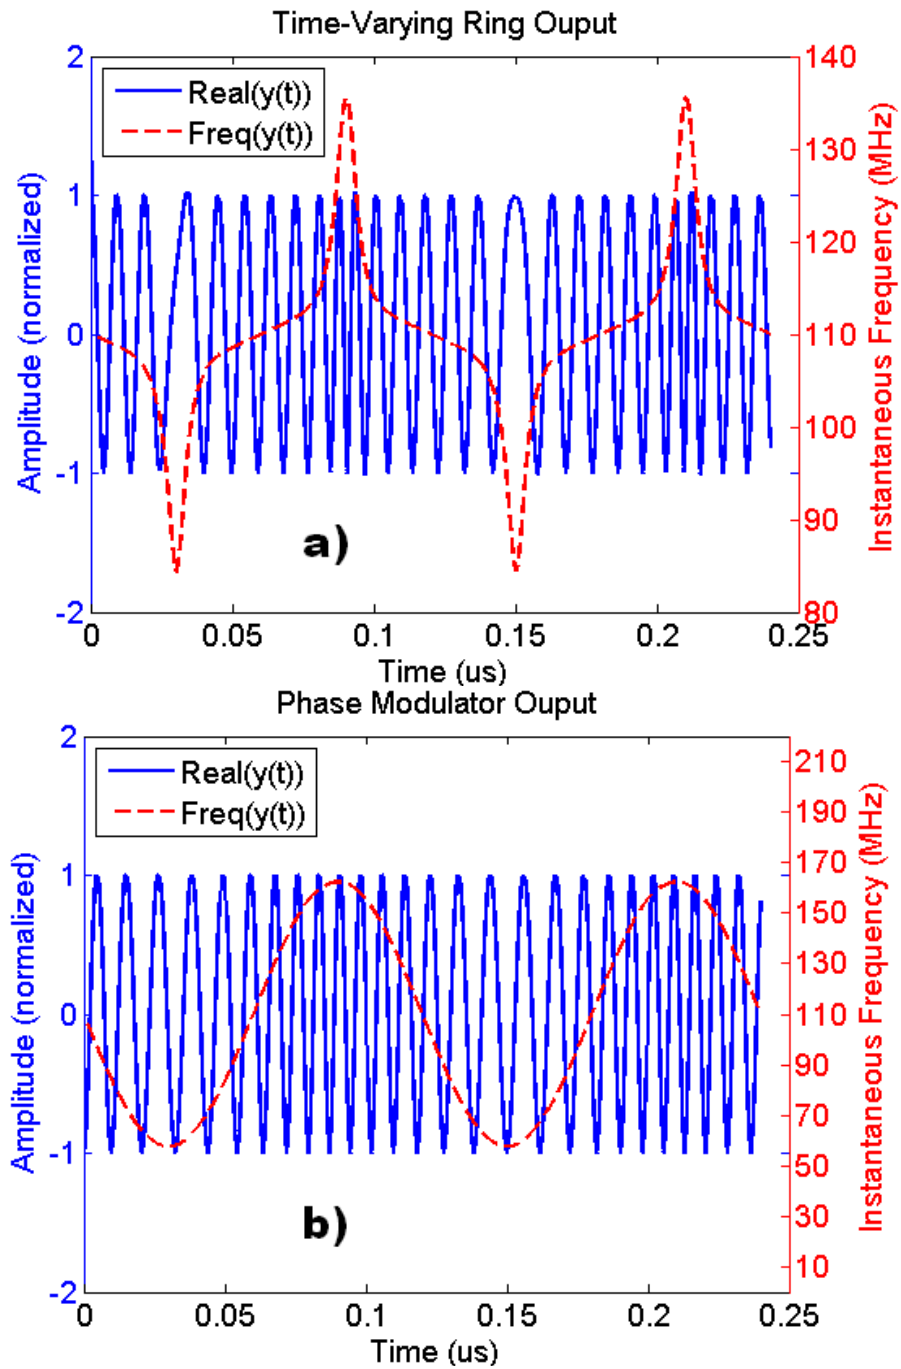 Time-Varying Ring Ouput
2
1
0
-1
-2
Amplitude (normalized)
Real(y(t))
Freq(y(t))
140
130
120
110
100
90
80
Instantaneous Frequency (MHz)
a)
0
0.05
0.1
0.15
0.2
0.25
Time (us)
Phase Modulator Ouput
2
1
0
-1
-2
Amplitude (normalized)
Real(y(t))
Freq(y(t))
210
190
170
150
130
110
90
70
50
30
10
Instantaneous Frequency (MHz)
b)
0
0.05
0.1
0.15
0.2
0.25
Time (us)